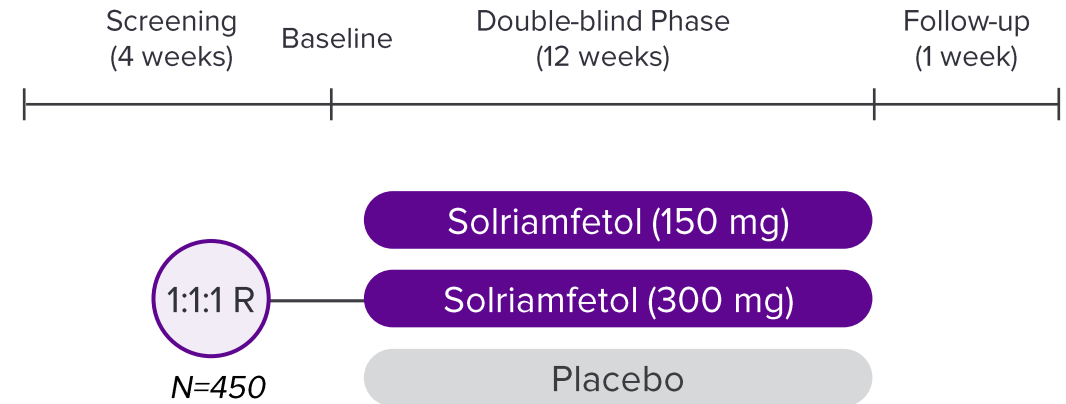 Screening
(4 weeks)
Baseline
Double-blind Phase
(12 weeks)
Follow-up
(1 week)
Solriamfetol (150 mg)
1:1:1 R
Solriamfetol (300 mg)
N=450
Placebo